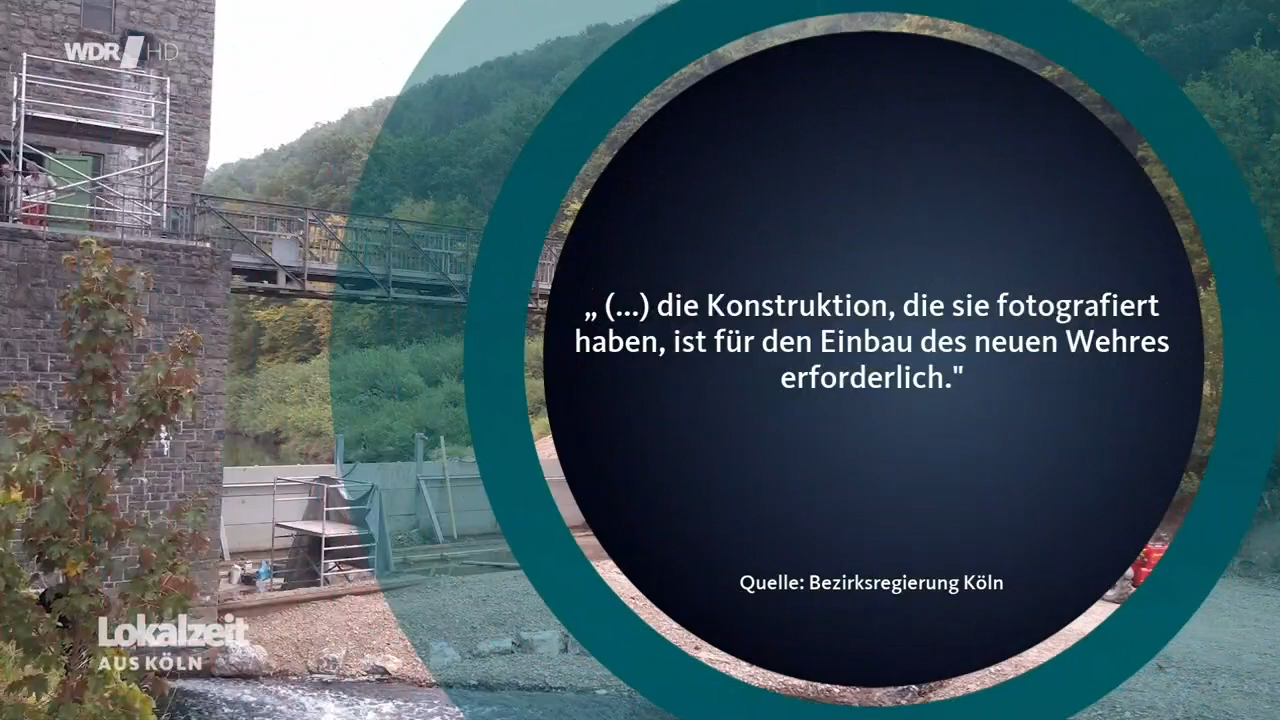 WDR HD
„ (...) die Konstruktion, die sie fotografiert
haben, ist für den Einbau des neuen Wehres
erforderlich."
Quelle: Bezirksregierung Köln
Lokalzeit
AUS KÖLN